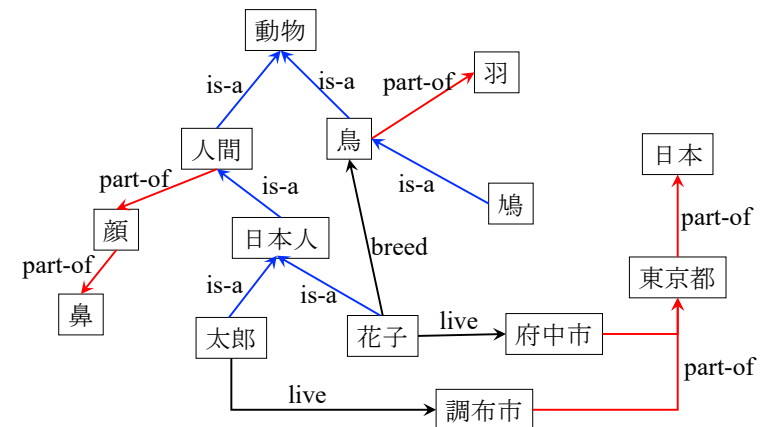 動物
羽
is-a
is-a
part-of
人間
鳥
日本
part-of
is-a
is-a
鳩
顔
日本人
part-of
breed
part-of
東京都
is-a
is-a
鼻
太郎
花子
live
府中市
part-of
live
調布市